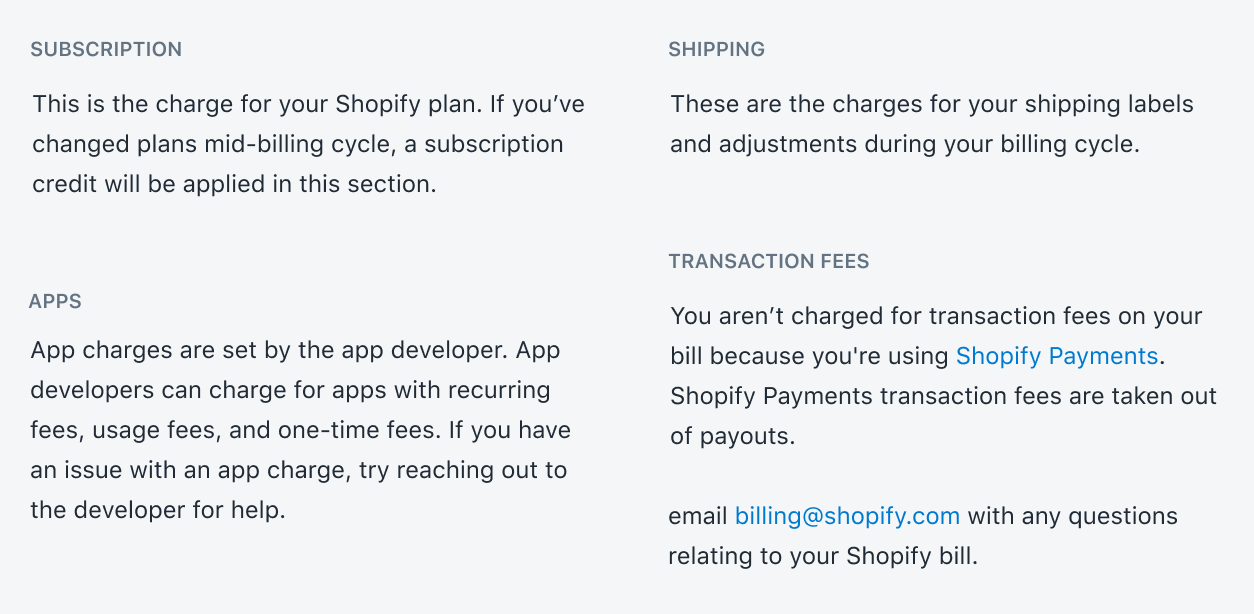 SUBSCRIPTION
This is the charge for your Shopify plan. If you’ve
changed plans mid-billing cycle, a subscription
credit will be applied in this section.
APPS
App charges are set by the app developer. App
developers can charge for apps with recurring
fees, usage fees, and one-time fees. If you have
an issue with an app charge, try reaching out to
the developer for help.
SHIPPING
These are the charges for your shipping labels
and adjustments during your billing cycle.
TRANSACTION FEES
You aren’t charged for transaction fees on your
bill because you're using Shopify Payments.
Shopify Payments transaction fees are taken out
of payouts.
email billing@shopify.com with any questions
relating to your Shopify bill.